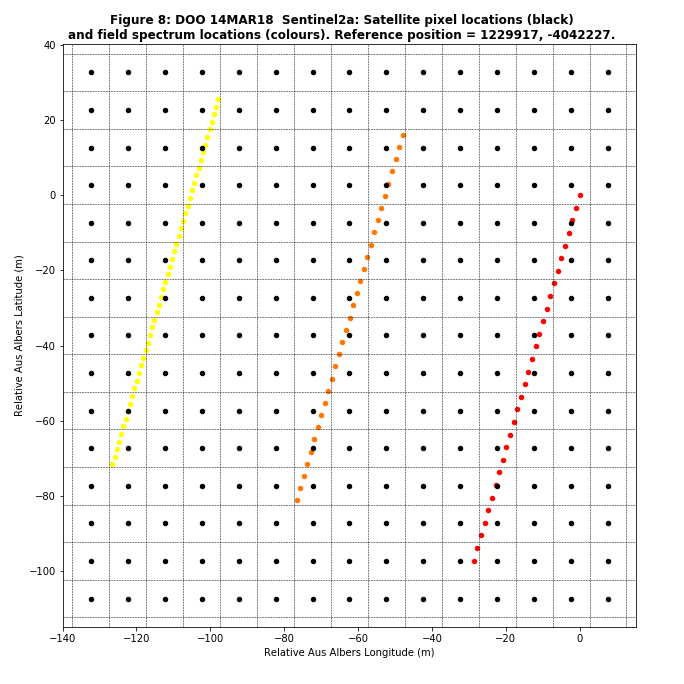 Figure 8: DOO 14MAR18 Sentinel2a: Satellite pixel locations (black)
and field spectrum locations (colours). Reference position = 1229917, -4042227.
40
20
0
−20
−40
−60
−80
−100
Relative Aus Albers Latitude (m)
−140 −120 −100 −80 −60 −40 −20 0
Relative Aus Albers Longitude (m)